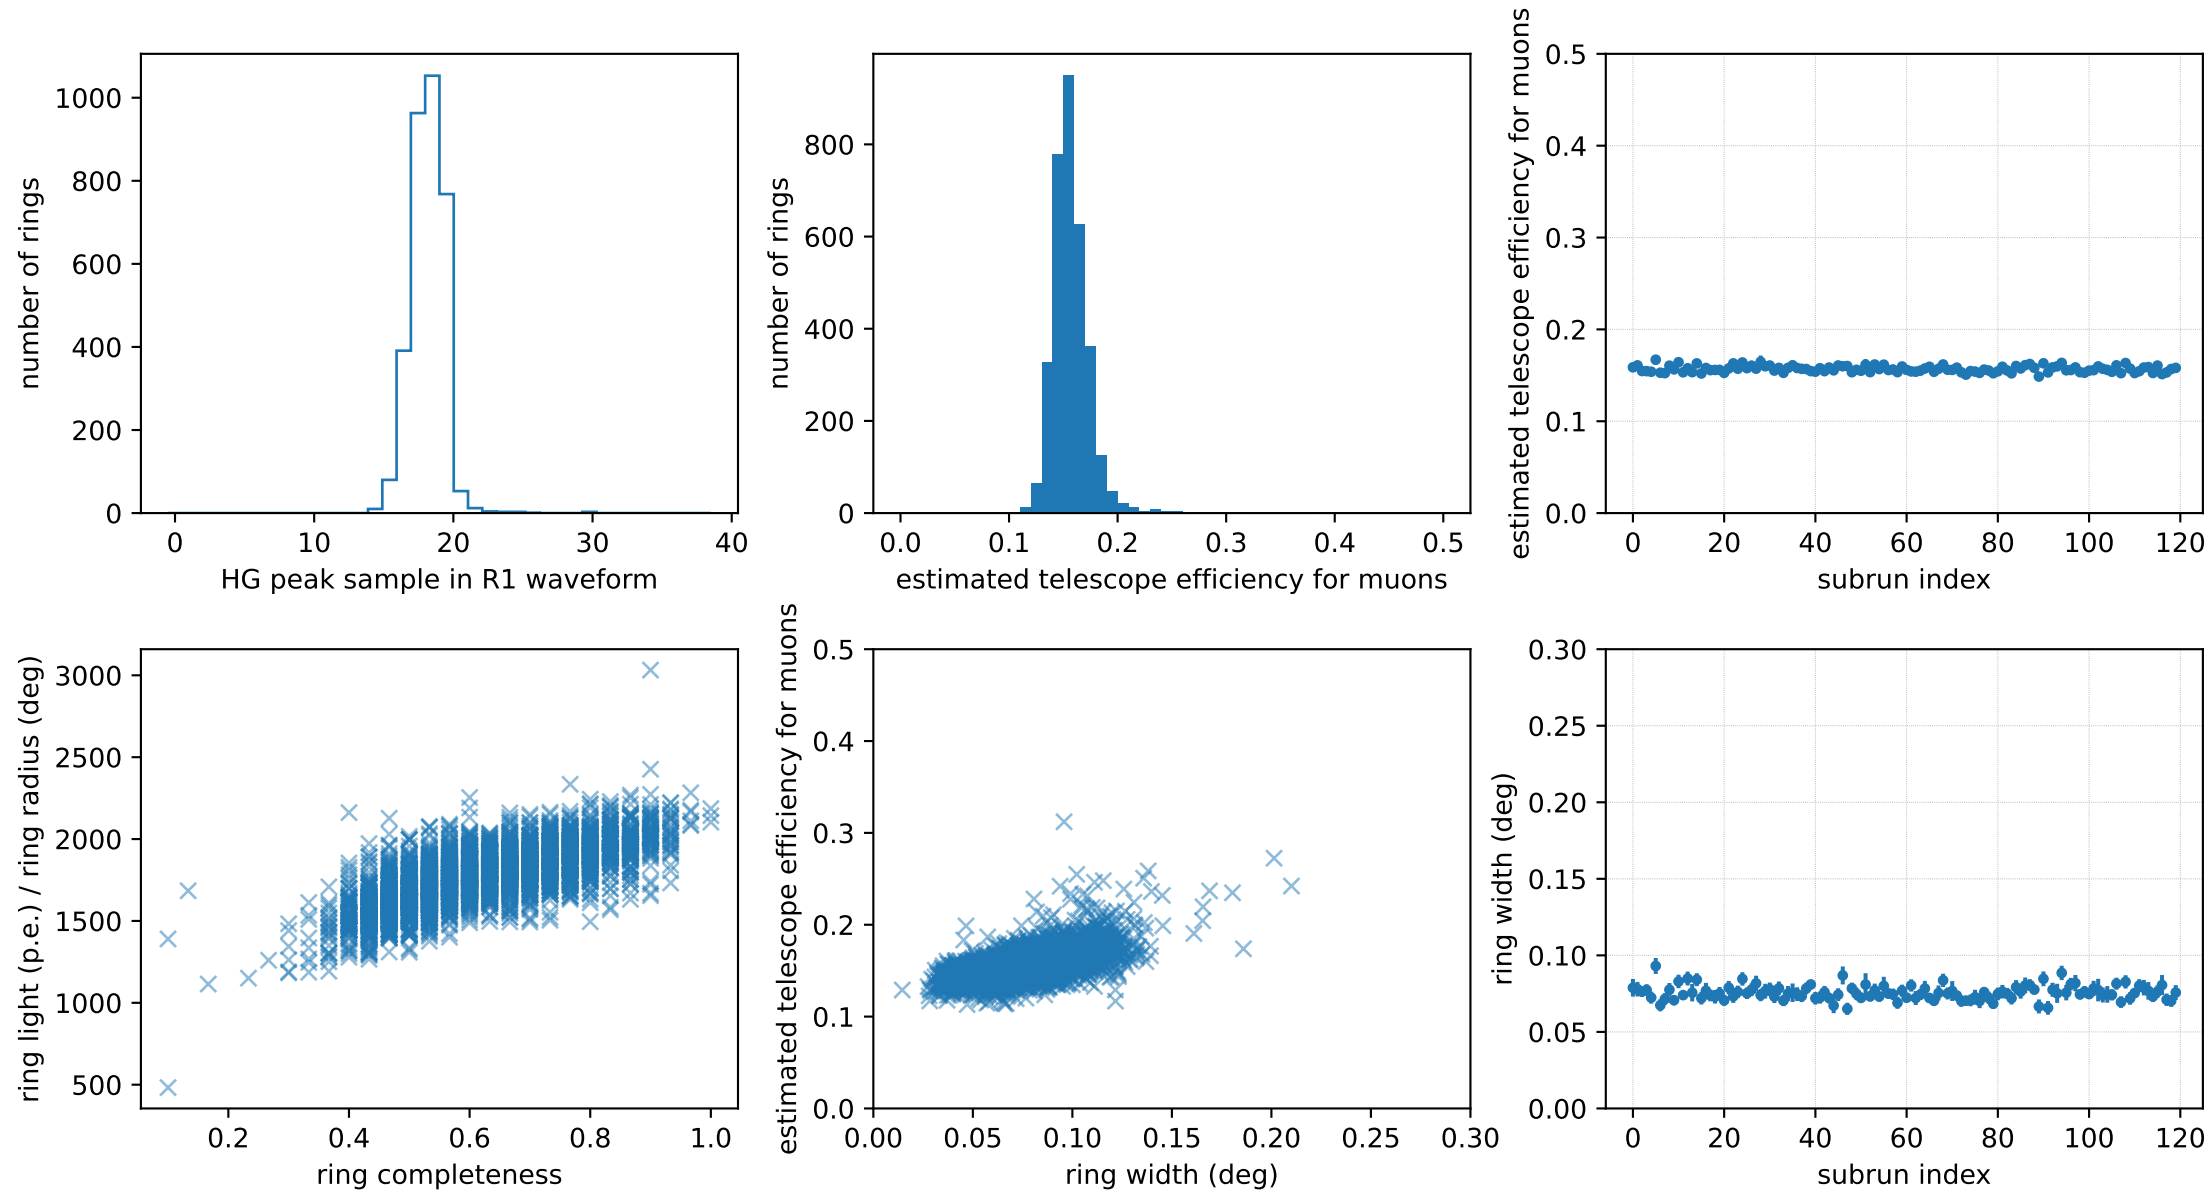 number of rings
1000
800
600
400
200
0
0 10 20 30 40
HG peak sample in R1 waveform
number of rings
800
600
400
200
0
0.0 0.1 0.2 0.3 0.4 0.5
estimated telescope efficiency for muons
estimated telescope efficiency for muons
0.5
0.4
0.3
0.2
0.1
0.0
0 20 40 60 80 100 120
subrun index
ring light (p.e.) / ring radius (deg)
3000
2500
2000
1500
1000
500
0.2 0.4 0.6 0.8 1.0
ring completeness
estimated telescope efficiency for muons
0.5
0.4
0.3
0.2
0.1
0.0
0.00 0.05 0.10 0.15 0.20 0.25 0.30
ring width (deg)
ring width (deg)
0.30
0.25
0.20
0.15
0.10
0.05
0.00
0 20 40 60 80 100 120
subrun index